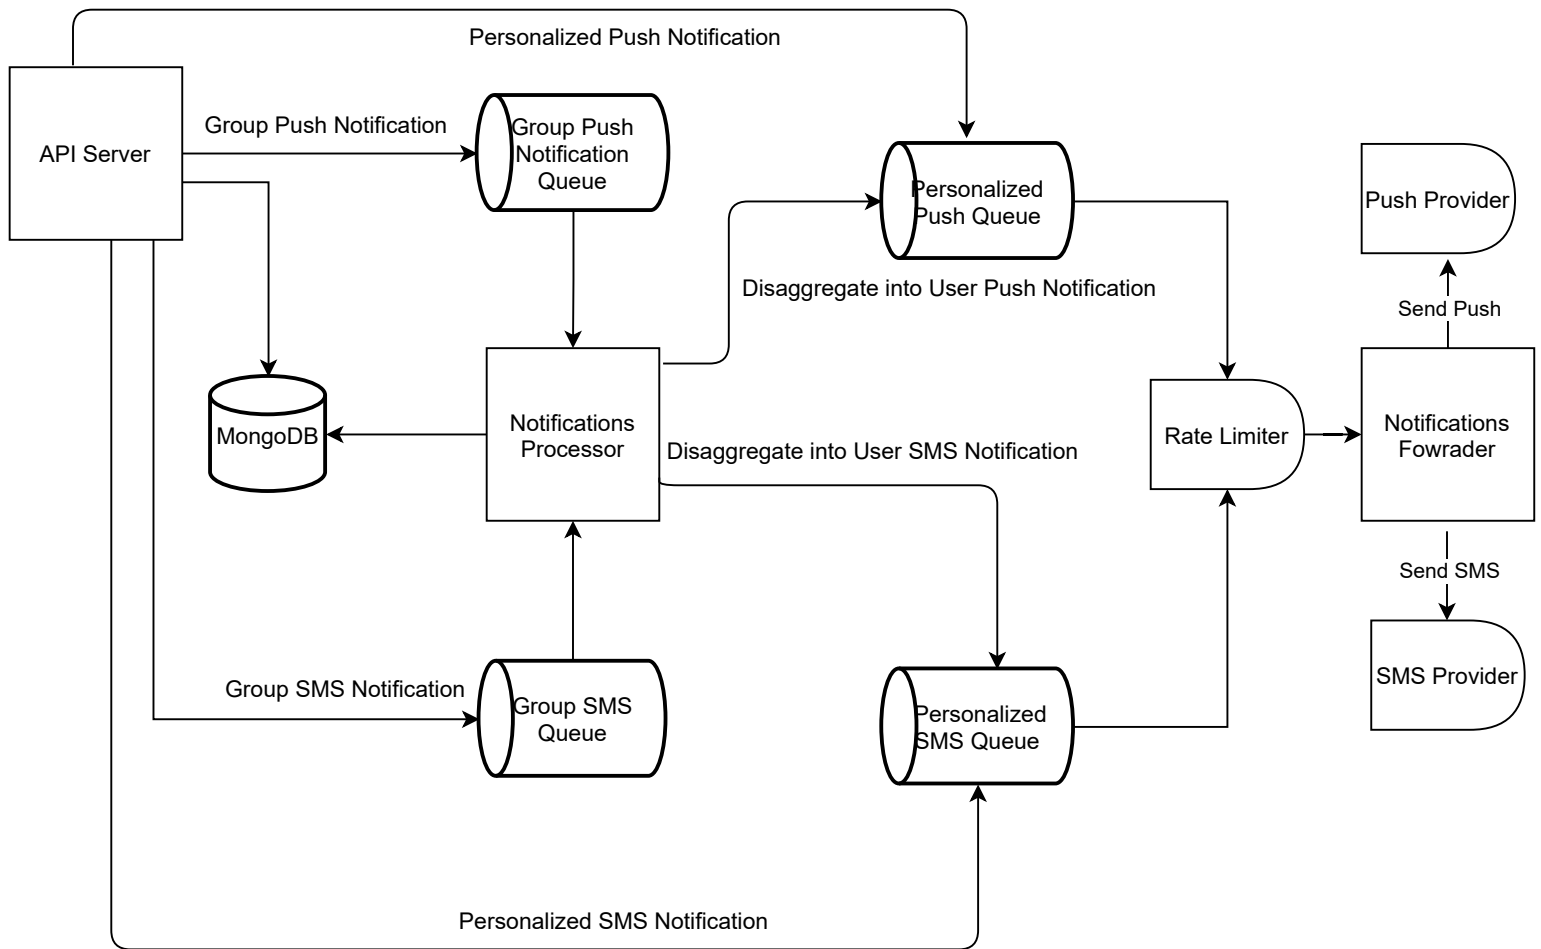 Personalized Push Notification
API Server
Group Push Notification
Group Push
Notification
Queue
Personalized
Push Queue
Push Provider
Disaggregate into User Push Notification
Send Push
MongoDB
Notifications
Processor
Disaggregate into User SMS Notification
Rate Limiter
Notifications
Fowrader
Send SMS
Group SMS Notification
Group SMS
Queue
Personalized
SMS Queue
SMS Provider
Personalized SMS Notification